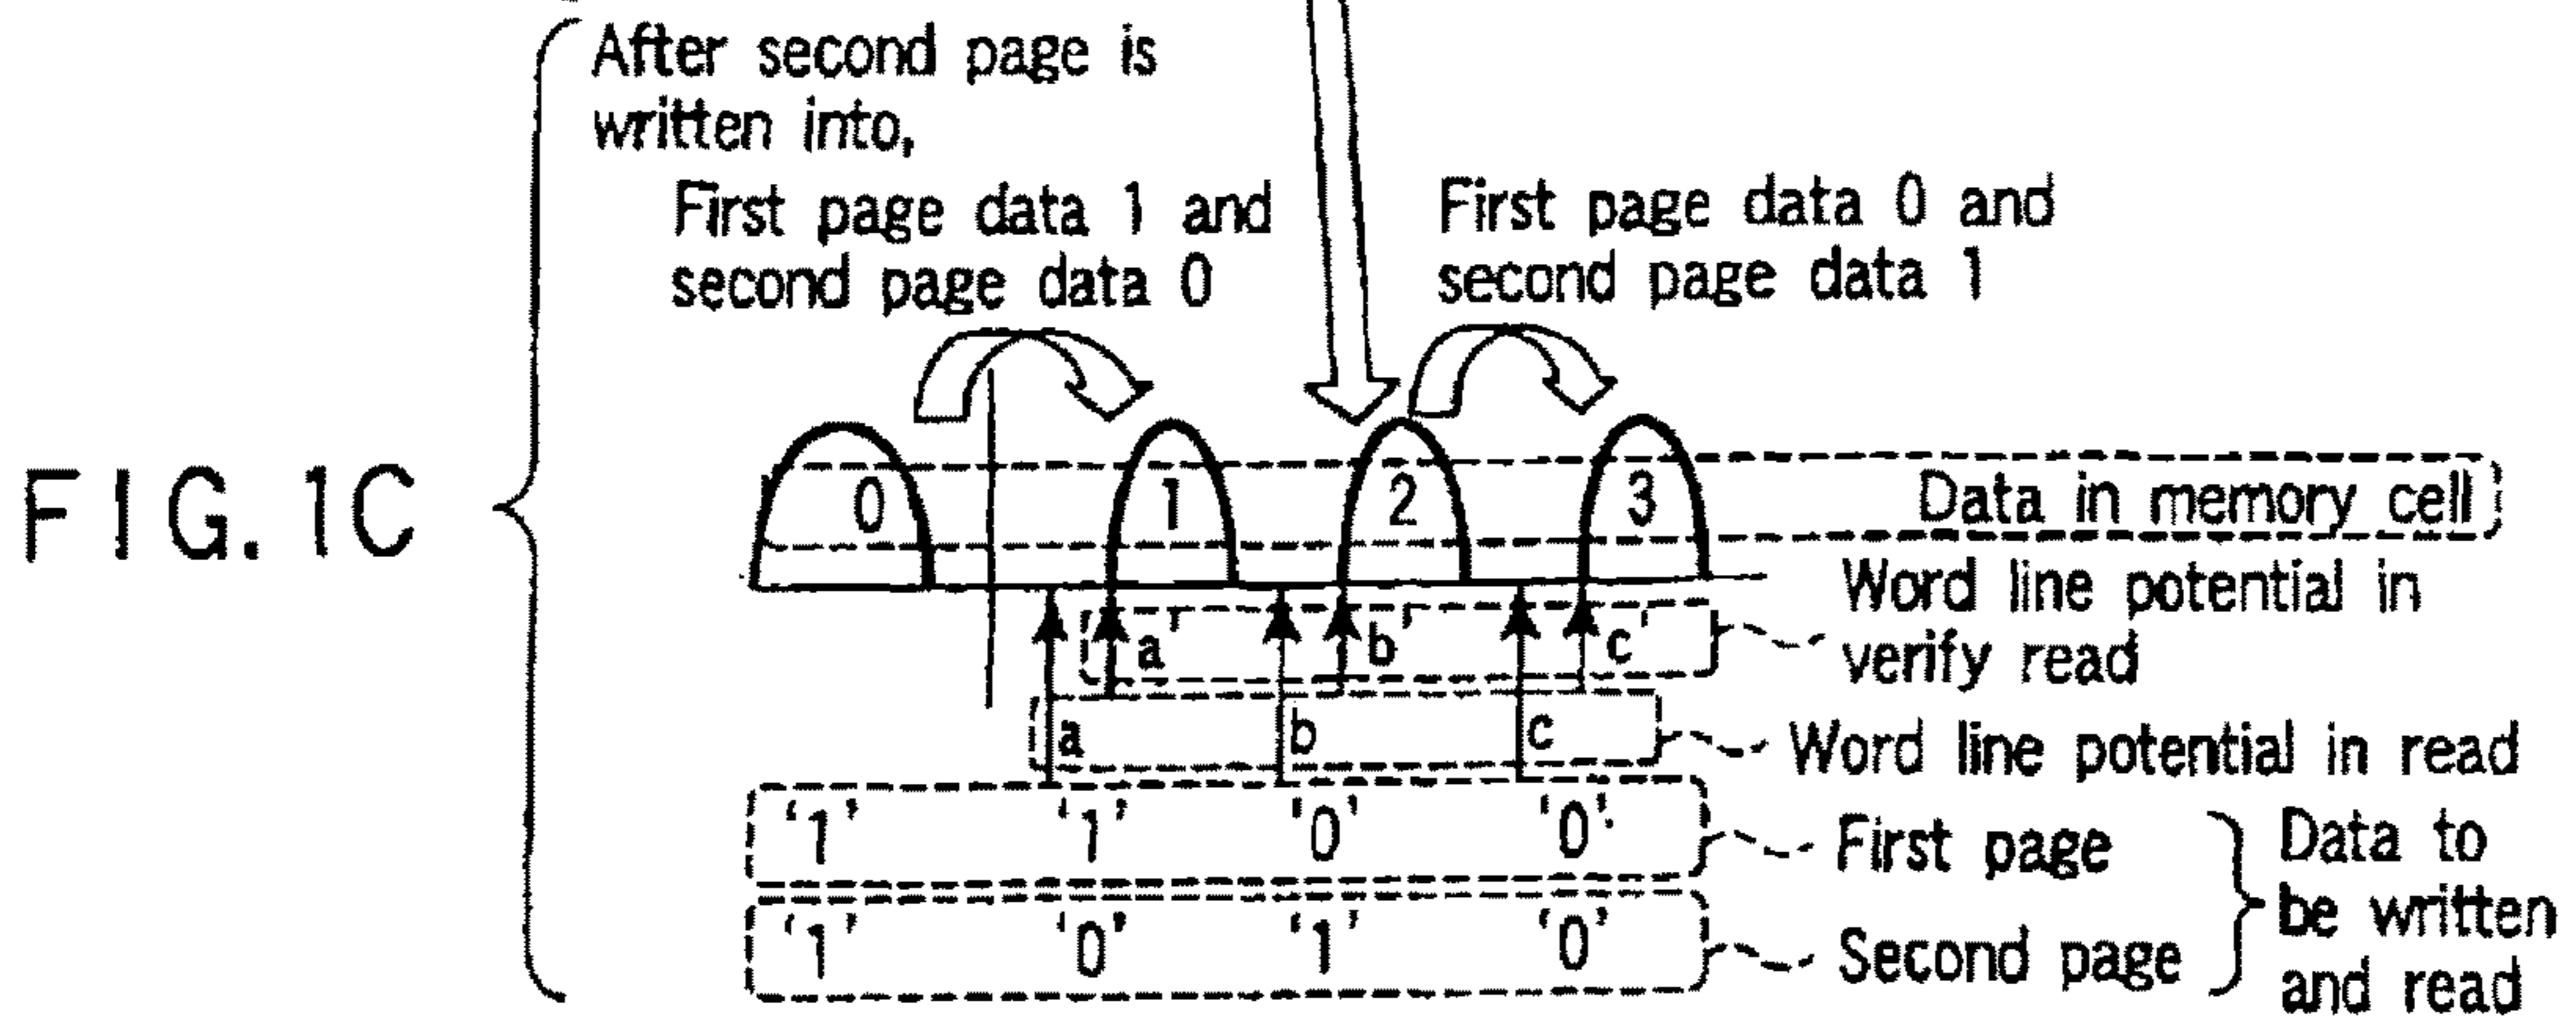 After second page is
written into,
First page data 1 and
second page data 0
First page data 0 and
second page data 1
FIG.1C
0 1 2 3 Data in memory cell
a' b' c' Word line potential in
verify read
a b c Word line potential in read
'1' '1' '0' '0' First page
'1' '0' '1' '0' Second page
Data to
be written
and read